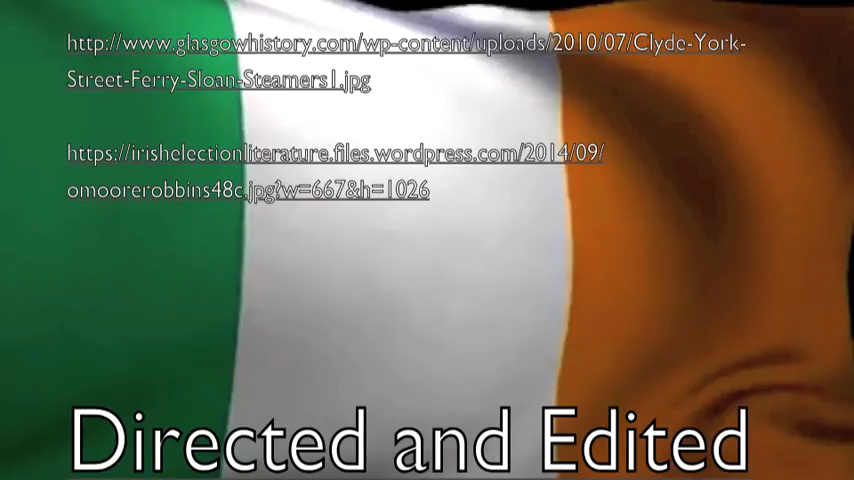 http://www.glasgowhistory.com/wp-content/uploads/2010/07/Clyde-York-
Street-Ferry-Sloan-Steamers1.jpg
https://irishelectionliterature.files.wordpress.com/2014/09/
omoorerobbins48c.jpg?w=667&h=1026
Directed and Edited